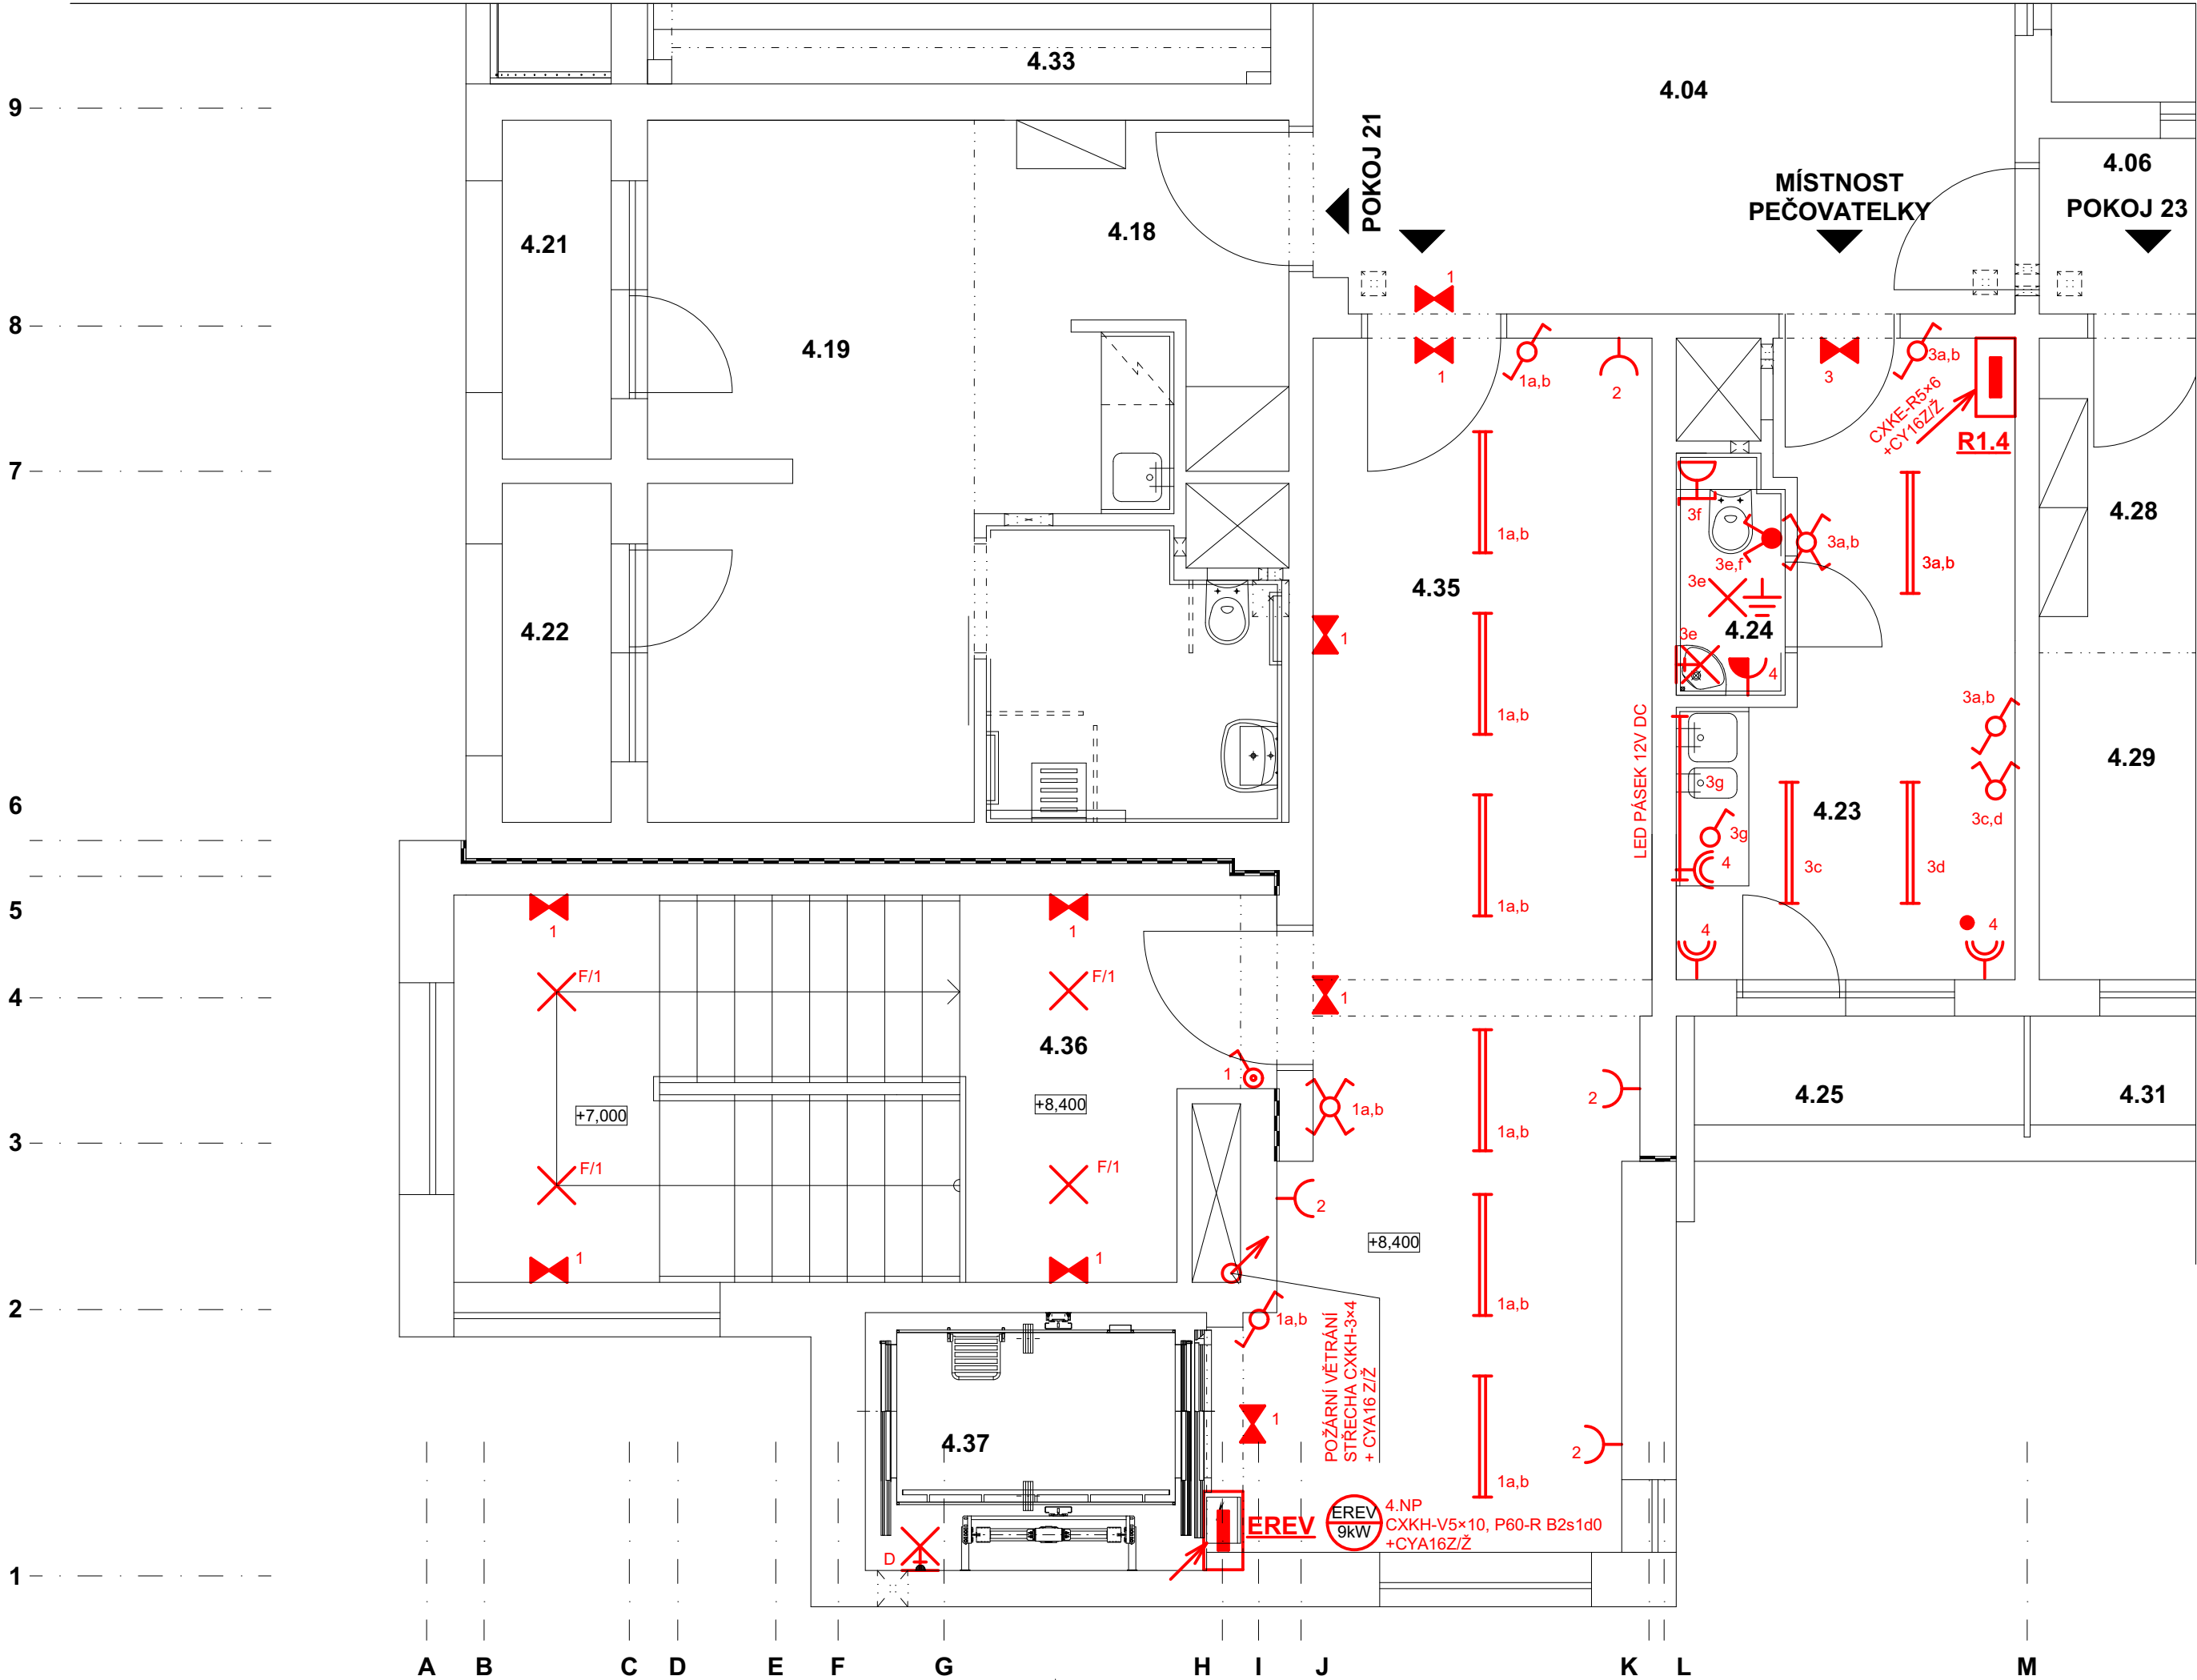 4.33
9
4.04
POKOJ 21
4.06
MÍSTNOST
PEČOVATELKY
POKOJ 23
4.18
4.21
1
8
4.19
1
1a,b
2
3
3a,b
CXKE-R5×6
+CY16Z/Ž
R1.4
7
3f
4.28
1a,b
3e,f
3a,b
3a,b
3e
4.35
4.22
1
4.24
3e
4
1a,b
LED PÁSEK 12V DC
3a,b
4.29
3g
6
4.23
3c,d
3g
4
3c
3d
1a,b
5
1
1
4
4
F/1
F/1
4
1
4.36
1
2
4.25
4.31
+7,000
+8,400
1a,b
1a,b
3
F/1
F/1
2
+8,400
1
1
2
1a,b
1a,b
POŽÁRNÍ VĚTRÁNÍ
STŘECHA CXKH-3×4
+ CYA16 Z/Ž
1
4.37
2
1a,b
EREV
EREV
9kW
4.NP
CXKH-V5×10, P60-R B2s1d0
+CYA16Z/Ž
D
1
A B C D E F G H I J K L M